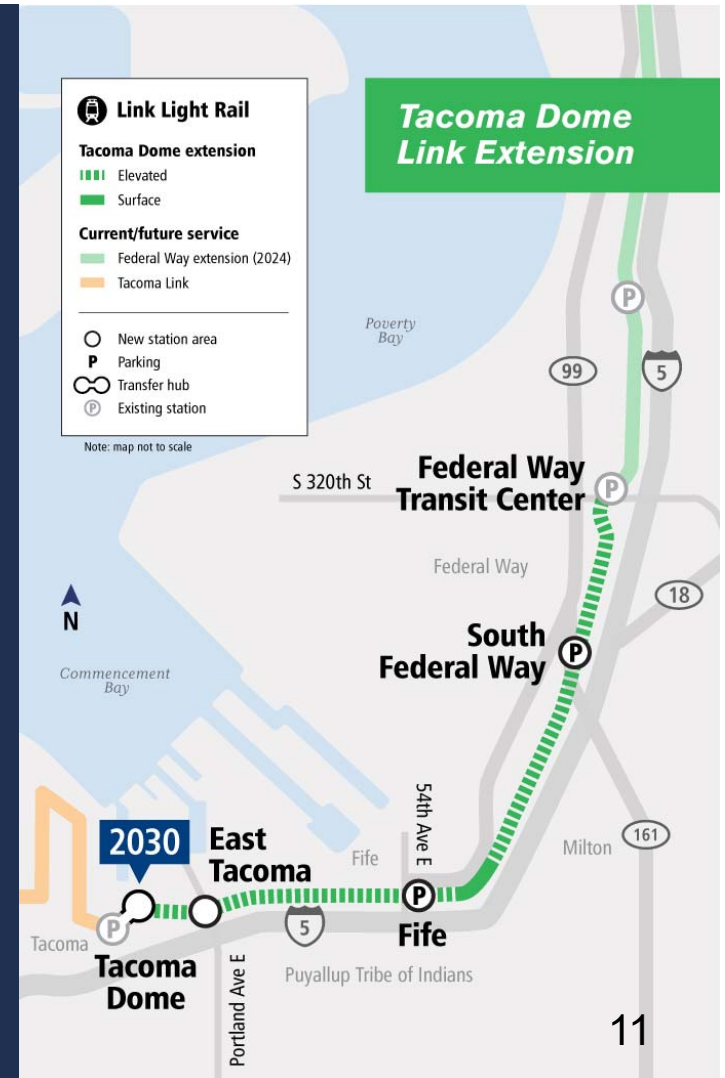 Link Light Rail
Tacoma Dome extension
Elevated
Surface
Current/future service
Federal Way extension (2024)
Tacoma Link
New station area
P Parking
Transfer hub
P Existing station
Note: map not to scale
Tacoma Dome
Link Extension
P
Poverty
Bay
99
5
S 320th St
Federal Way
Transit Center
P
Federal Way
18
N
South
Federal Way
P
Commencement
Bay
54th Ave E
161
Milton
2030
East
Tacoma
Fife
P
Fife
5
P
Tacoma
Tacoma
Dome
Portland Ave E
Puyallup Tribe of Indians
11